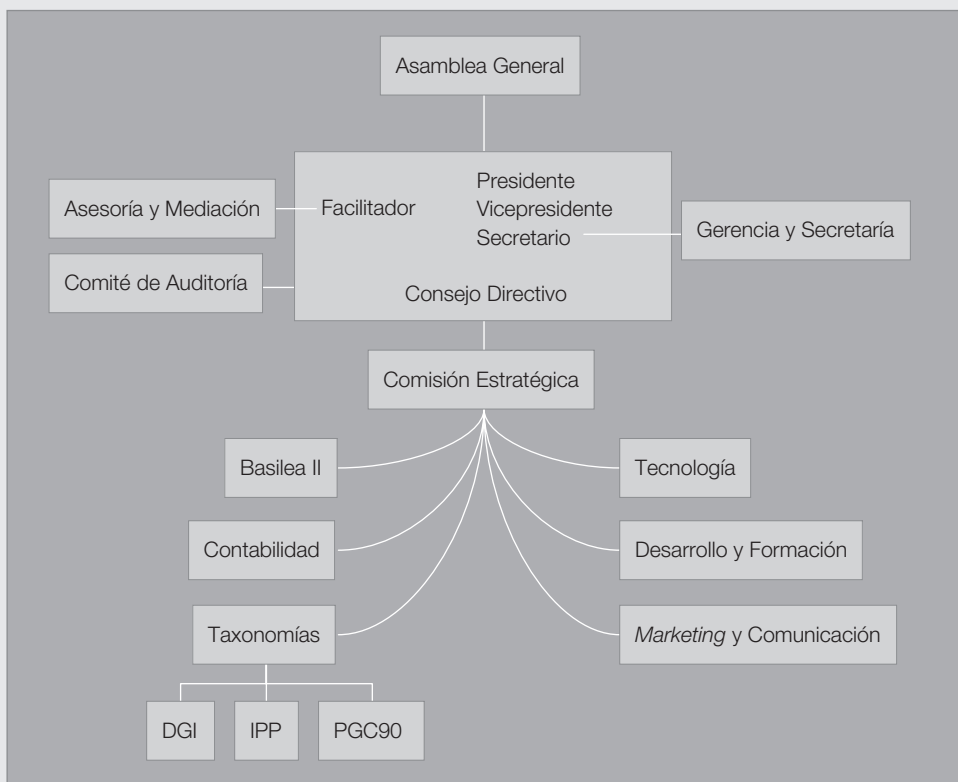 Asamblea General
Asesoría y Mediación
Facilitador
Presidente
Vicepresidente
Secretario
Gerencia y Secretaría
Comité de Auditoría
Consejo Directivo
Comisión Estratégica
Basilea II
Tecnología
Contabilidad
Desarrollo y Formación
Taxonomías
Marketing y Comunicación
DGI
IPP
PGC90